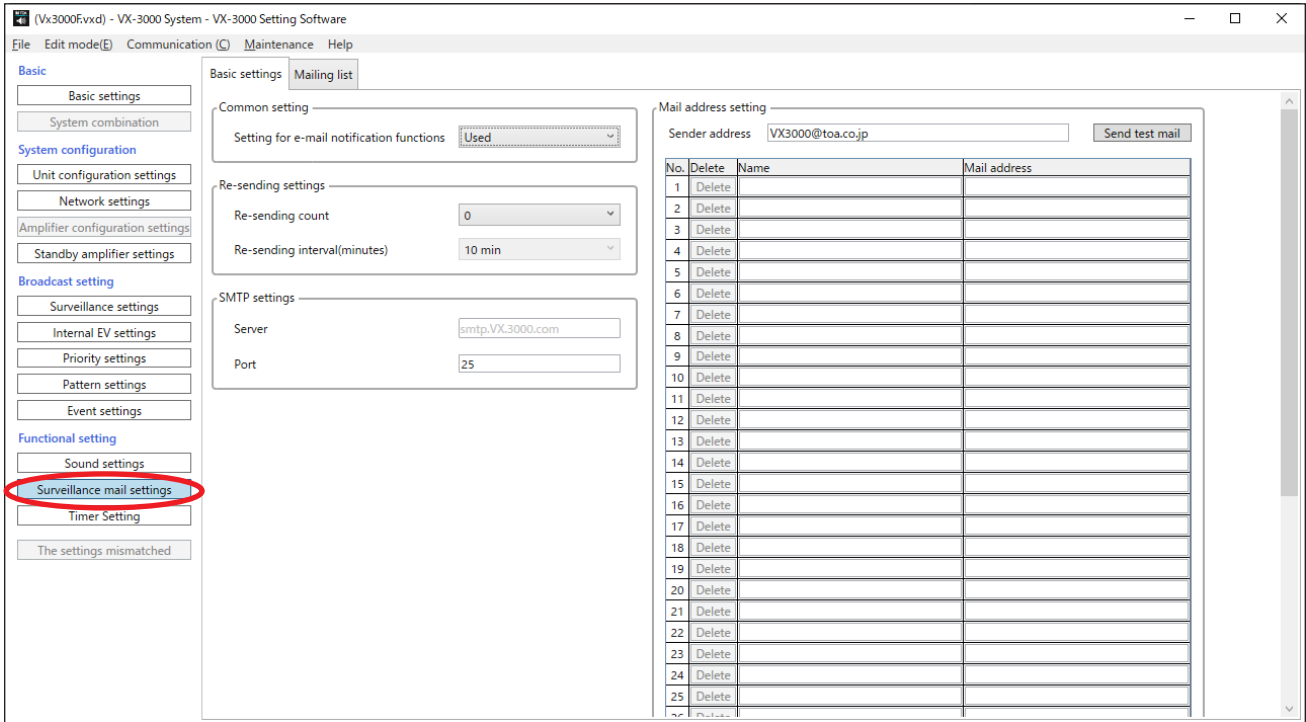 (Vx3000F.vxd) - VX-3000 System - VX-3000 Setting Software
File Edit mode(E) Communication (C) Maintenance Help
Basic
Basic settings
System combination
System configuration
Unit configuration settings
Network settings
Amplifier configuration settings
Standby amplifier settings
Broadcast setting
Surveillance settings
Internal EV settings
Priority settings
Pattern settings
Event settings
Functional setting
Sound settings
Surveillance mail settings
Timer Setting
The settings mismatched
Basic settings Mailing list
Common setting
Setting for e-mail notification functions Used
Re-sending settings
Re-sending count 0
Re-sending interval(minutes) 10 min
SMTP settings
Server smtp.VX.3000.com
Port 25
Mail address setting
Sender address VX3000@toa.co.jp Send test mail
No. Delete Name Mail address
1 Delete
2 Delete
3 Delete
4 Delete
5 Delete
6 Delete
7 Delete
8 Delete
9 Delete
10 Delete
11 Delete
12 Delete
13 Delete
14 Delete
15 Delete
16 Delete
17 Delete
18 Delete
19 Delete
20 Delete
21 Delete
22 Delete
23 Delete
24 Delete
25 Delete